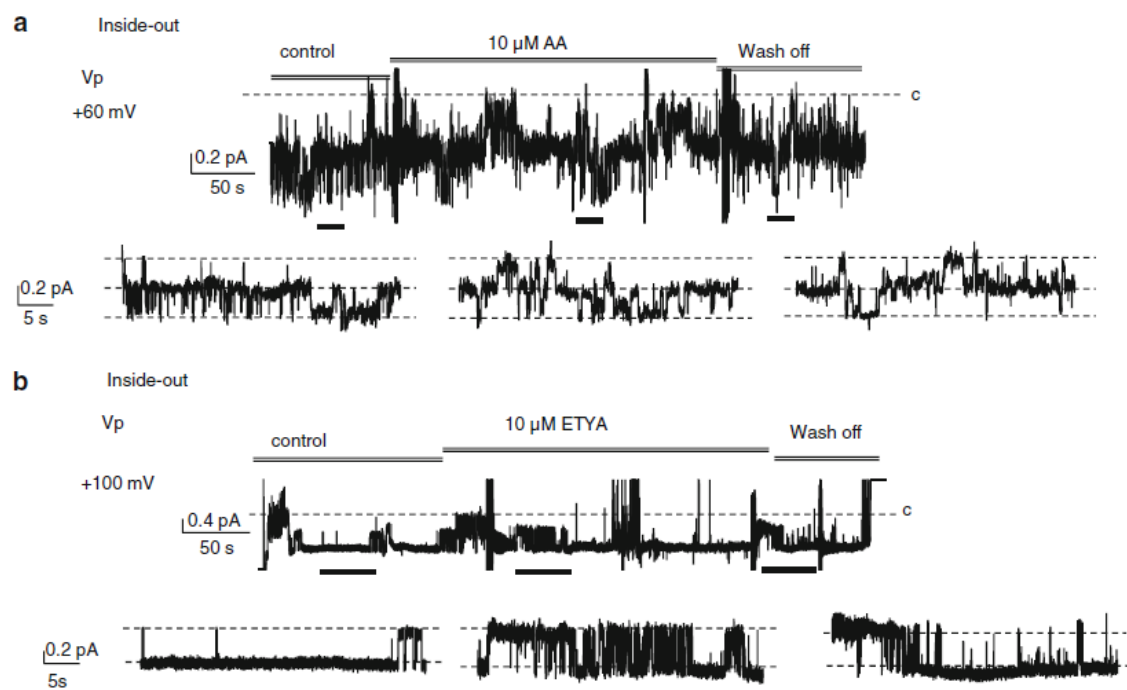 a Inside-out
control 10 µM AA Wash off
Vp
+60 mV
c
0.2 pA
50 s
0.2 pA
5 s
b Inside-out
Vp
control 10 µM ETYA Wash off
+100 mV
c
0.4 pA
50 s
0.2 pA
5s